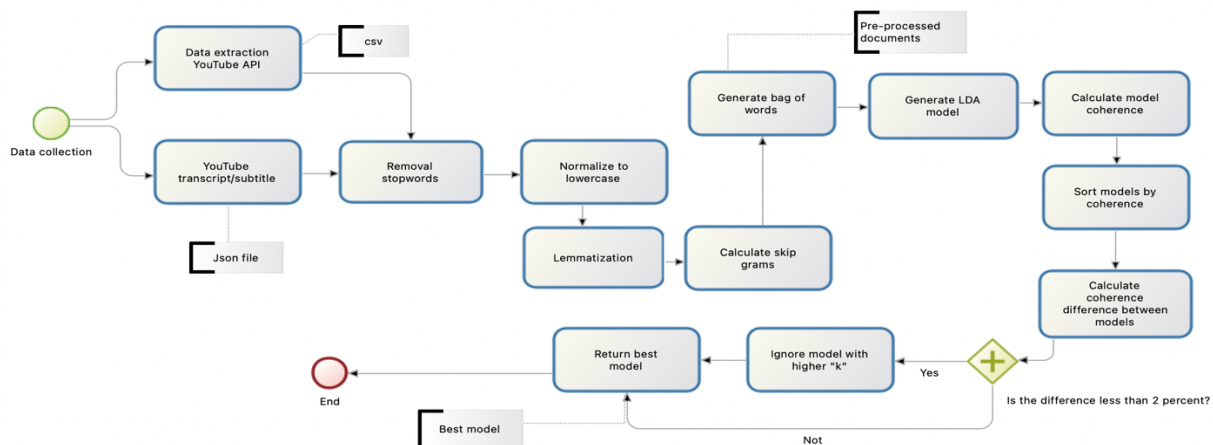 Data collection
Data extraction
YouTube API
csv
YouTube
transcript/subtitle
Json file
Removal
stopwords
Normalize to
lowercase
Lemmatization
Calculate skip
grams
Generate bag of
words
Pre-processed
documents
Generate LDA
model
Calculate model
coherence
Sort models by
coherence
Calculate
coherence
difference between
models
Is the difference less than 2 percent?
Yes
Ignore model with
higher "k"
Not
Return best
model
Best model
End